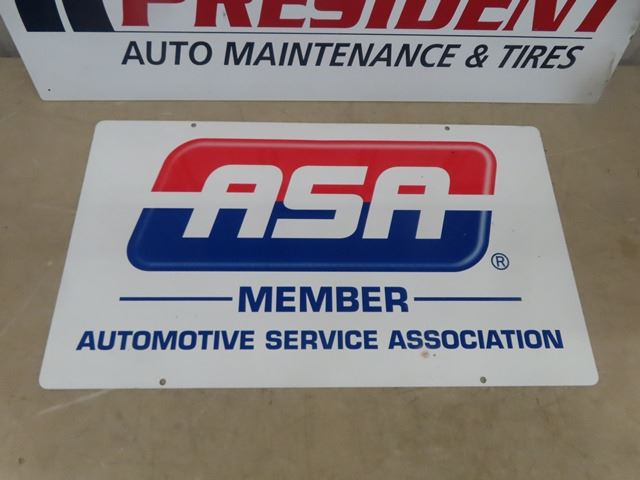 PRESIDENT
AUTO MAINTENANCE & TIRES
ASA
®
MEMBER
AUTOMOTIVE SERVICE ASSOCIATION